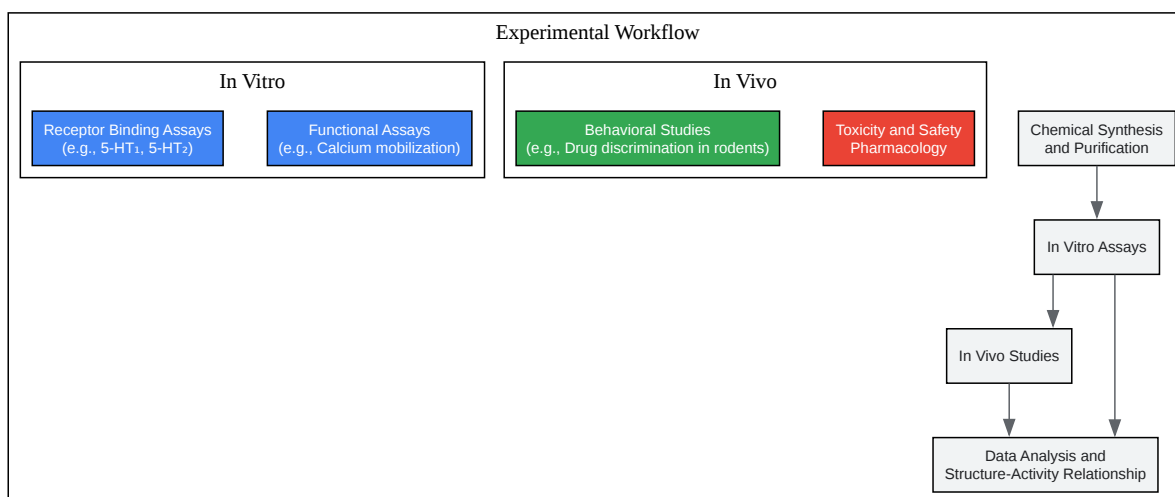 Experimental Workflow
In Vitro
Receptor Binding Assays
(e.g., 5-HT₁, 5-HT₂)
Functional Assays
(e.g., Calcium mobilization)
In Vivo
Behavioral Studies
(e.g., Drug discrimination in rodents)
Toxicity and Safety
Pharmacology
Chemical Synthesis
and Purification
In Vitro Assays
In Vivo Studies
Data Analysis and
Structure-Activity Relationship